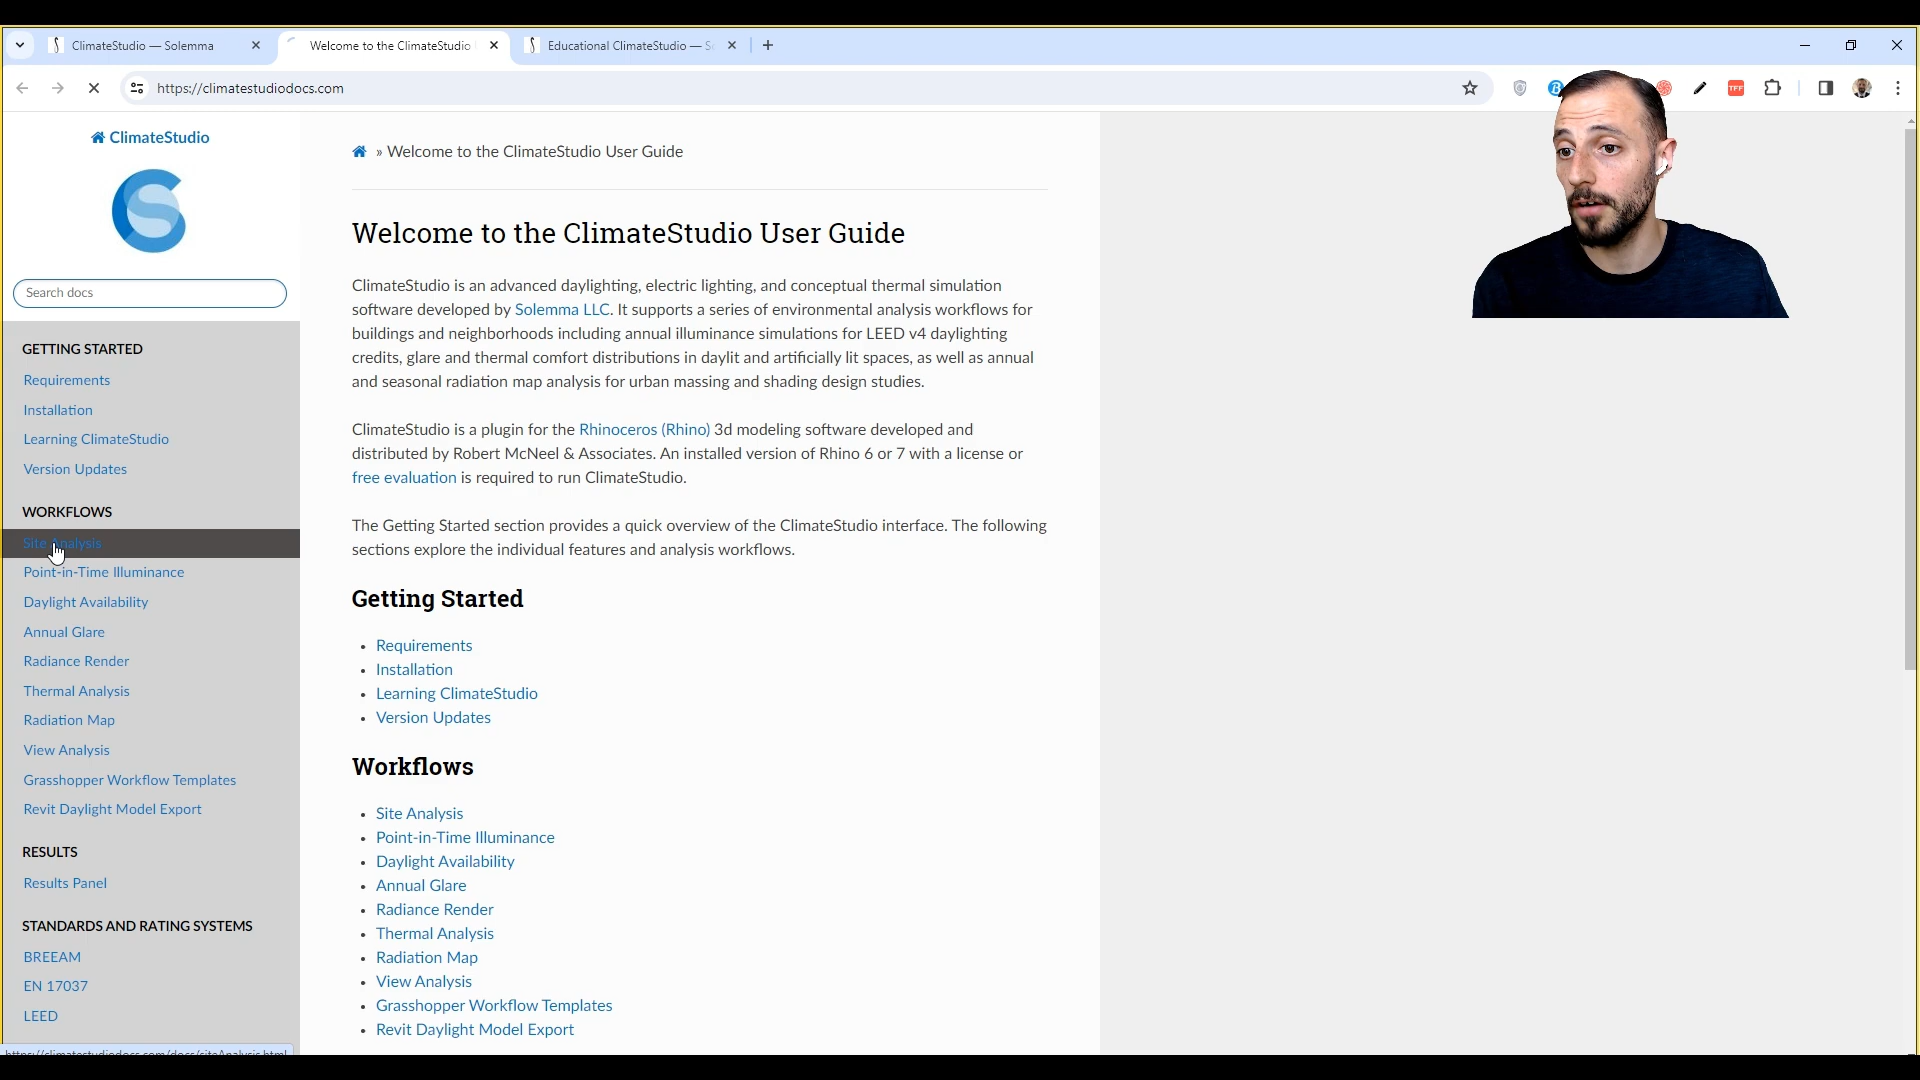 ClimateStudio — Solemma
Welcome to the ClimateStudio
Educational ClimateStudio — S
https://climatestudiodocs.com
TFF
ClimateStudio
Search docs
GETTING STARTED
Requirements
Installation
Learning ClimateStudio
Version Updates
WORKFLOWS
Site Analysis
Point-in-Time Illuminance
Daylight Availability
Annual Glare
Radiance Render
Thermal Analysis
Radiation Map
View Analysis
Grasshopper Workflow Templates
Revit Daylight Model Export
RESULTS
Results Panel
STANDARDS AND RATING SYSTEMS
BREEAM
EN 17037
LEED
https://climatestudiodocs.com/docs/siteAnalysis.html
» Welcome to the ClimateStudio User Guide
Welcome to the ClimateStudio User Guide
ClimateStudio is an advanced daylighting, electric lighting, and conceptual thermal simulation
software developed by Solemma LLC. It supports a series of environmental analysis workflows for
buildings and neighborhoods including annual illuminance simulations for LEED v4 daylighting
credits, glare and thermal comfort distributions in daylit and artificially lit spaces, as well as annual
and seasonal radiation map analysis for urban massing and shading design studies.
ClimateStudio is a plugin for the Rhinoceros (Rhino) 3d modeling software developed and
distributed by Robert McNeel & Associates. An installed version of Rhino 6 or 7 with a license or
free evaluation is required to run ClimateStudio.
The Getting Started section provides a quick overview of the ClimateStudio interface. The following
sections explore the individual features and analysis workflows.
Getting Started
• Requirements
• Installation
• Learning ClimateStudio
• Version Updates
Workflows
• Site Analysis
• Point-in-Time Illuminance
• Daylight Availability
• Annual Glare
• Radiance Render
• Thermal Analysis
• Radiation Map
• View Analysis
• Grasshopper Workflow Templates
• Revit Daylight Model Export